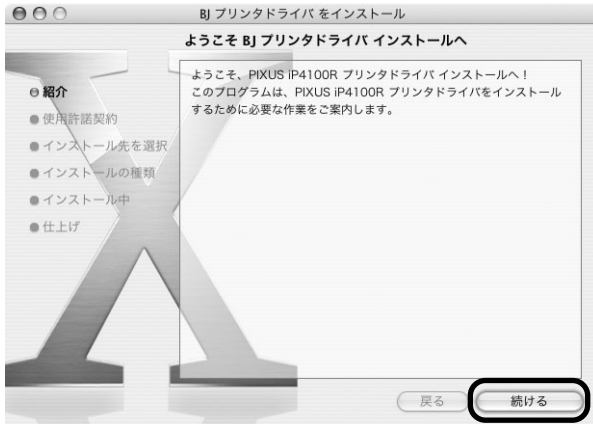 BJ プリンタドライバ をインストール
ようこそ BJ プリンタドライバ インストールへ
紹介
使用許諾契約
インストール先を選択
インストールの種類
インストール中
仕上げ
ようこそ、PIXUS iP4100R プリンタドライバ インストールへ!
このプログラムは、PIXUS iP4100R プリンタドライバをインストール
するために必要な作業をご案内します。
戻る
続ける